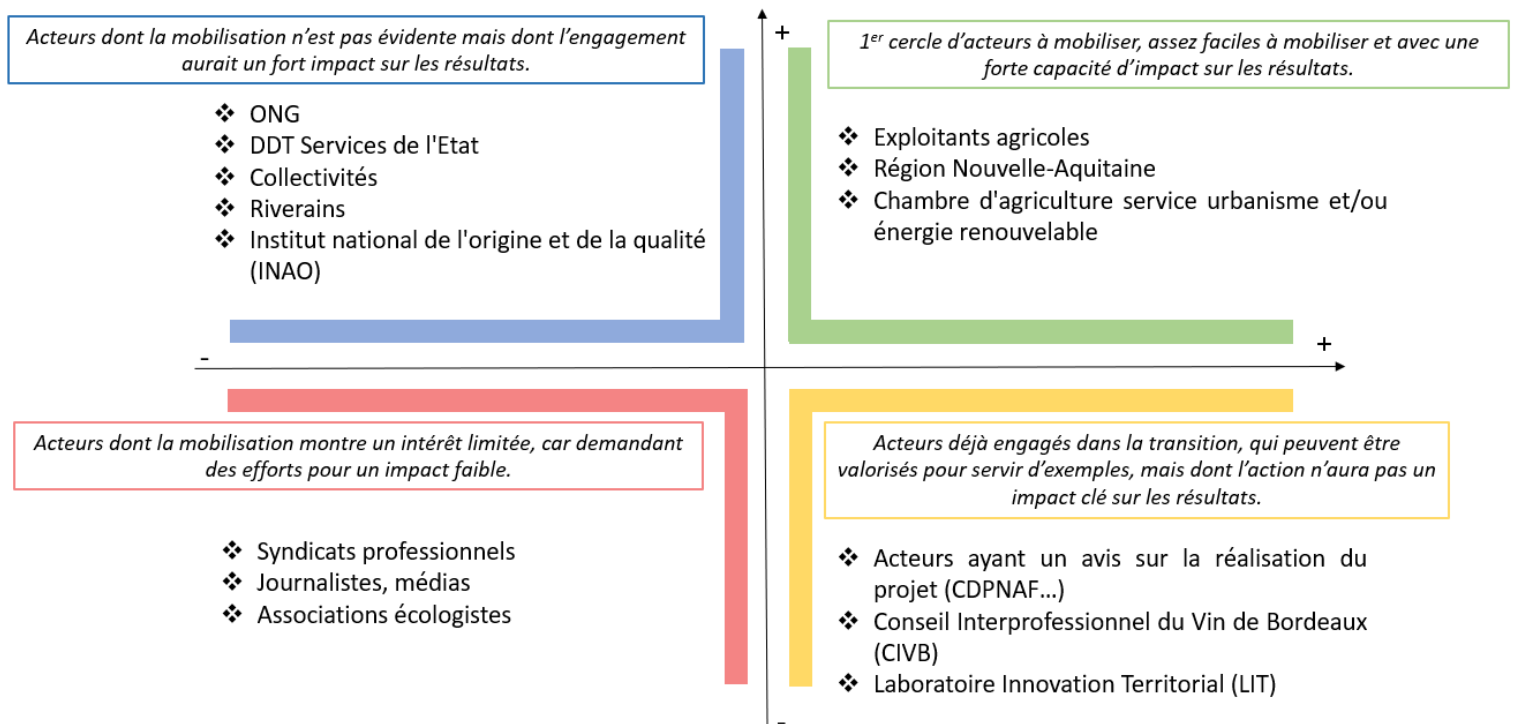 Acteurs dont la mobilisation n'est pas évidente mais dont l'engagement
aurait un fort impact sur les résultats.
❖ ONG
❖ DDT Services de l'Etat
❖ Collectivités
❖ Riverains
❖ Institut national de l'origine et de la qualité
(INAO)
+
1er cercle d'acteurs à mobiliser, assez faciles à mobiliser et avec une
forte capacité d'impact sur les résultats.
❖ Exploitants agricoles
❖ Région Nouvelle-Aquitaine
❖ Chambre d'agriculture service urbanisme et/ou
énergie renouvelable
-
+
Acteurs dont la mobilisation montre un intérêt limitée, car demandant
des efforts pour un impact faible.
❖ Syndicats professionnels
❖ Journalistes, médias
❖ Associations écologistes
Acteurs déjà engagés dans la transition, qui peuvent être
valorisés pour servir d'exemples, mais dont l'action n'aura pas un
impact clé sur les résultats.
❖ Acteurs ayant un avis sur la réalisation du
projet (CDPNAF…)
❖ Conseil Interprofessionnel du Vin de Bordeaux
(CIVB)
❖ Laboratoire Innovation Territorial (LIT)
-